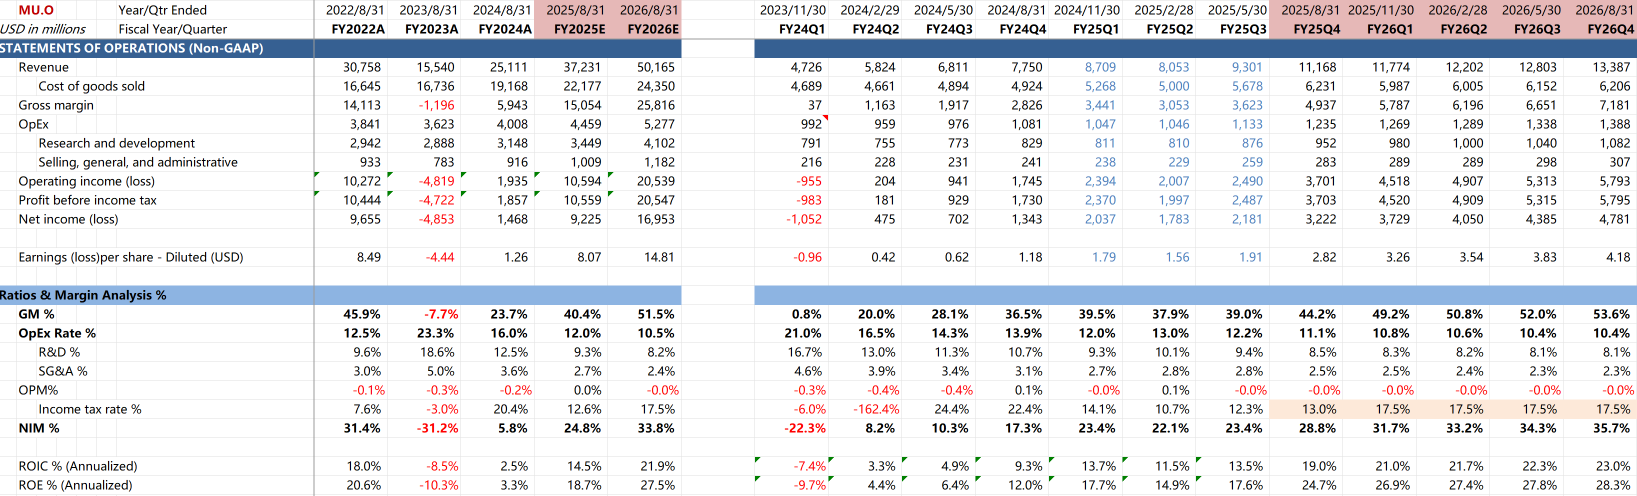 MU.O Year/Qtr Ended 2022/8/31 2023/8/31 2024/8/31 2025/8/31 2026/8/31 2023/11/30 2024/2/29 2024/5/30 2024/8/31 2024/11/30 2025/2/28 2025/5/30 2025/8/31 2025/11/30 2026/2/28 2026/5/30 2026/8/31
USD in millions Fiscal Year/Quarter FY2022A FY2023A FY2024A FY2025E FY2026E FY24Q1 FY24Q2 FY24Q3 FY24Q4 FY25Q1 FY25Q2 FY25Q3 FY25Q4 FY26Q1 FY26Q2 FY26Q3 FY26Q4
STATEMENTS OF OPERATIONS (Non-GAAP)
Revenue 30,758 15,540 25,111 37,231 50,165 4,726 5,824 6,811 7,750 8,709 8,053 9,301 11,168 11,774 12,202 12,803 13,387
Cost of goods sold 16,645 16,736 19,168 22,177 24,350 4,689 4,661 4,894 4,924 5,268 5,000 5,678 6,231 5,987 6,005 6,152 6,206
Gross margin 14,113 -1,196 5,943 15,054 25,816 37 1,163 1,917 2,826 3,441 3,053 3,623 4,937 5,787 6,196 6,651 7,181
OpEx 3,841 3,623 4,008 4,459 5,277 992 959 976 1,081 1,047 1,046 1,133 1,235 1,269 1,289 1,338 1,388
Research and development 2,942 2,888 3,148 3,449 4,102 791 755 773 829 811 810 876 952 980 1,000 1,040 1,082
Selling, general, and administrative 933 783 916 1,009 1,182 216 228 231 241 238 229 259 283 289 289 298 307
Operating income (loss) 10,272 -4,819 1,935 10,594 20,539 -955 204 941 1,745 2,394 2,007 2,490 3,701 4,518 4,907 5,313 5,793
Profit before income tax 10,444 -4,722 1,857 10,559 20,547 -983 181 929 1,730 2,370 1,997 2,487 3,703 4,520 4,909 5,315 5,795
Net income (loss) 9,655 -4,853 1,468 9,225 16,953 -1,052 475 702 1,343 2,037 1,783 2,181 3,222 3,729 4,050 4,385 4,781
Earnings (loss)per share - Diluted (USD) 8.49 -4.44 1.26 8.07 14.81 -0.96 0.42 0.62 1.18 1.79 1.56 1.91 2.82 3.26 3.54 3.83 4.18
Ratios & Margin Analysis %
GM % 45.9% -7.7% 23.7% 40.4% 51.5% 0.8% 20.0% 28.1% 36.5% 39.5% 37.9% 39.0% 44.2% 49.2% 50.8% 52.0% 53.6%
OpEx Rate % 12.5% 23.3% 16.0% 12.0% 10.5% 21.0% 16.5% 14.3% 13.9% 12.0% 13.0% 12.2% 11.1% 10.8% 10.6% 10.4% 10.4%
R&D % 9.6% 18.6% 12.5% 9.3% 8.2% 16.7% 13.0% 11.3% 10.7% 9.3% 10.1% 9.4% 8.5% 8.3% 8.2% 8.1% 8.1%
SG&A % 3.0% 5.0% 3.6% 2.7% 2.4% 4.6% 3.9% 3.4% 3.1% 2.7% 2.8% 2.8% 2.5% 2.5% 2.4% 2.3% 2.3%
OPM% -0.1% -0.3% -0.2% 0.0% -0.0% -0.3% -0.4% -0.4% 0.1% -0.0% 0.1% -0.0% -0.0% -0.0% -0.0% -0.0% -0.0%
Income tax rate % 7.6% -3.0% 20.4% 12.6% 17.5% -6.0% -162.4% 24.4% 22.4% 14.1% 10.7% 12.3% 13.0% 17.5% 17.5% 17.5% 17.5%
NIM % 31.4% -31.2% 5.8% 24.8% 33.8% -22.3% 8.2% 10.3% 17.3% 23.4% 22.1% 23.4% 28.8% 31.7% 33.2% 34.3% 35.7%
ROIC % (Annualized) 18.0% -8.5% 2.5% 14.5% 21.9% -7.4% 3.3% 4.9% 9.3% 13.7% 11.5% 13.5% 19.0% 21.0% 21.7% 22.3% 23.0%
ROE % (Annualized) 20.6% -10.3% 3.3% 18.7% 27.5% -9.7% 4.4% 6.4% 12.0% 17.7% 14.9% 17.6% 24.7% 26.9% 27.4% 27.8% 28.3%